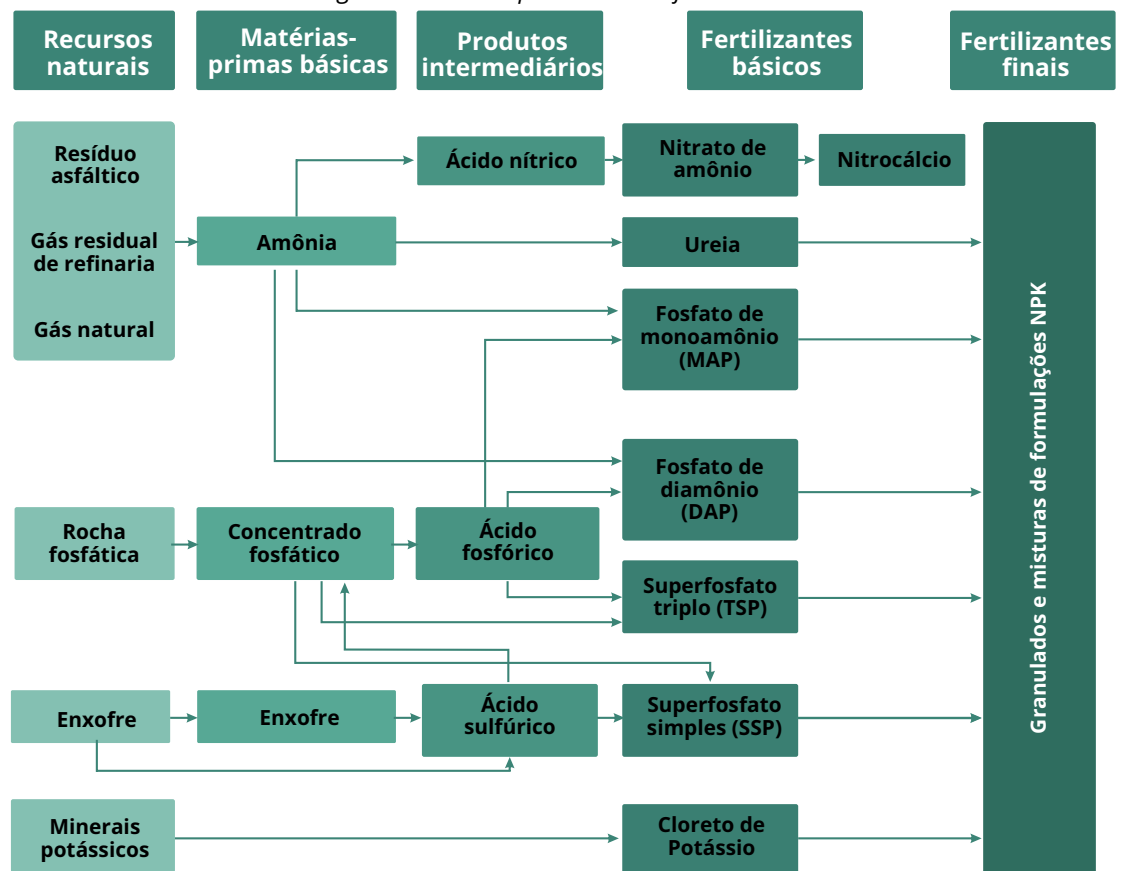 Recursos
naturais
Matérias-
primas básicas
Produtos
intermediários
Fertilizantes
básicos
Fertilizantes
finais
Resíduo
asfáltico
Gás residual
de refinaria
Gás natural
Amônia
Ácido nítrico
Nitrato de
amônio
Nitrocálcio
Ureia
Fosfato de
monoamônio
(MAP)
Fosfato de
diamônio
(DAP)
Rocha
fosfática
Concentrado
fosfático
Ácido
fosfórico
Superfosfato
triplo (TSP)
Enxofre
Enxofre
Ácido
sulfúrico
Superfosfato
simples (SSP)
Minerais
potássicos
Cloreto de
Potássio
Granulados e misturas de formulações NPK